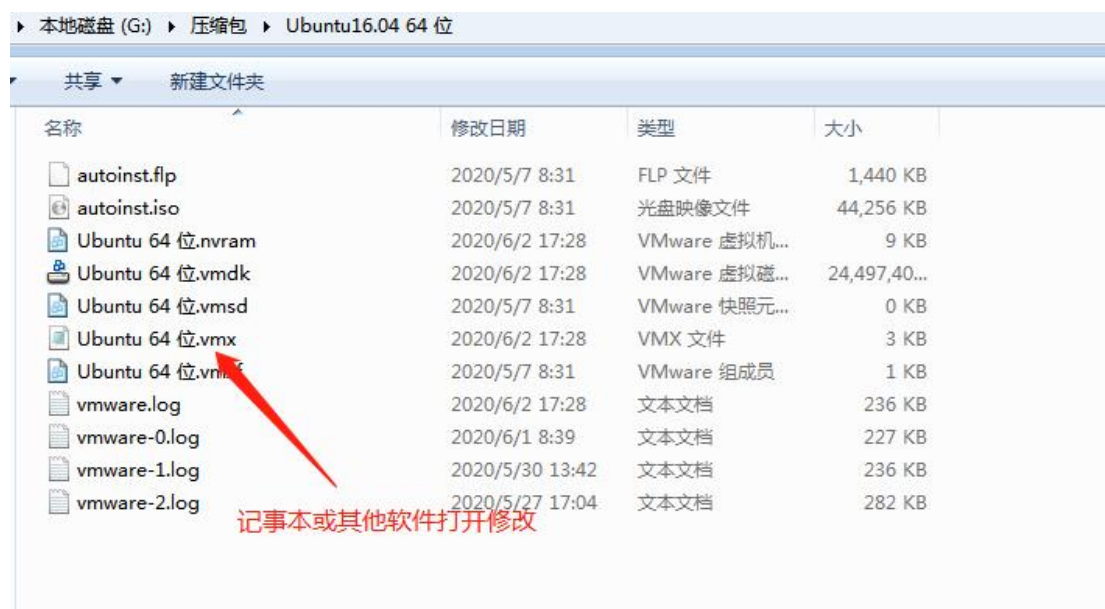 本地磁盘 (G:) 压缩包 Ubuntu16.04 64 位
共享 新建文件夹
名称 修改日期 类型 大小
autoinst.flp 2020/5/7 8:31 FLP 文件 1,440 KB
autoinst.iso 2020/5/7 8:31 光盘映像文件 44,256 KB
Ubuntu 64 位.nvram 2020/6/2 17:28 VMware 虚拟机... 9 KB
Ubuntu 64 位.vmdk 2020/6/2 17:28 VMware 虚拟磁... 24,497,40...
Ubuntu 64 位.vmsd 2020/5/7 8:31 VMware 快照元... 0 KB
Ubuntu 64 位.vmx 2020/6/2 17:28 VMX 文件 3 KB
Ubuntu 64 2020/5/7 8:31 VMware 组成员 1 KB
vmware.log 2020/6/2 17:28 文本文档 236 KB
vmware-0.log 2020/6/1 8:39 文本文档 227 KB
vmware-1.log 2020/5/30 13:42 文本文档 236 KB
vmware-2.log 2020/5/27 17:04 文本文档 282 KB
记事本或其他软件打开修改